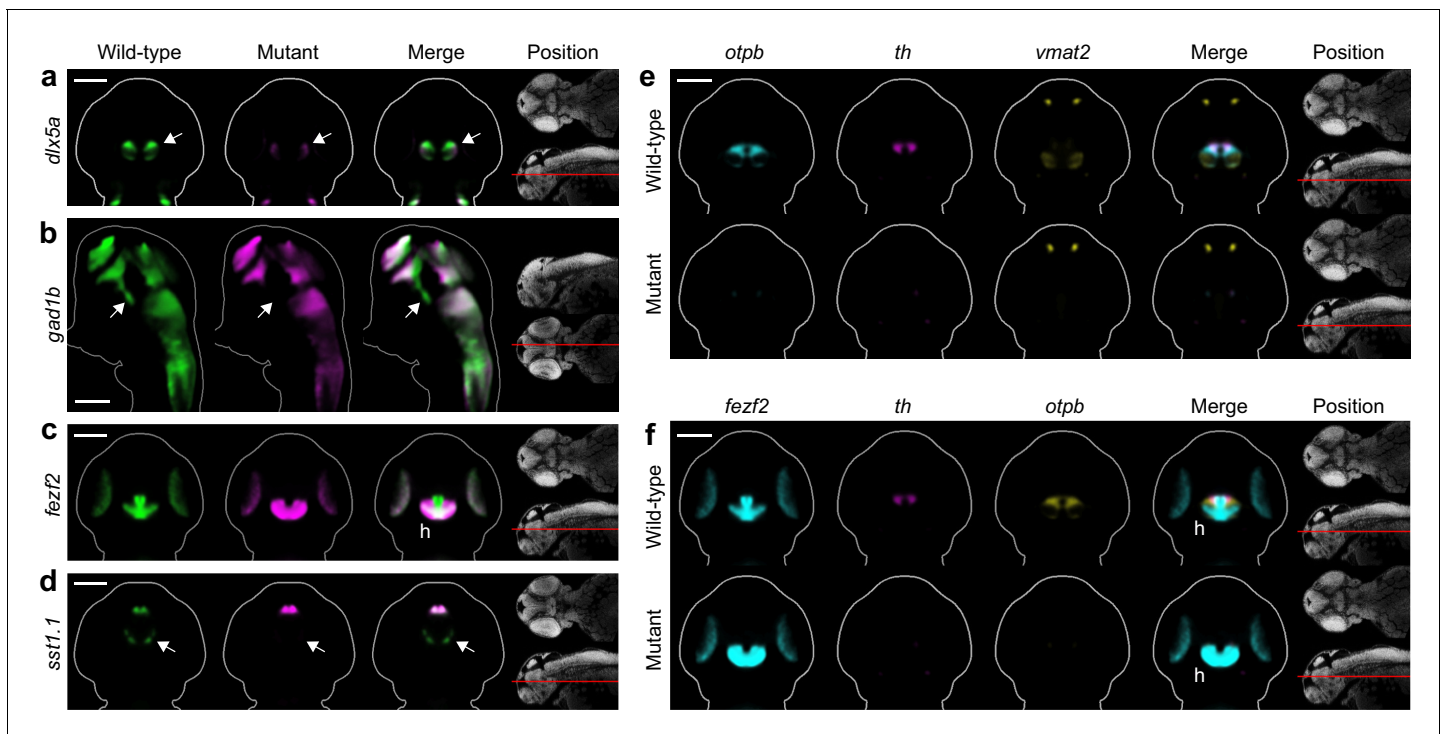 Wild-type Mutant Merge Position
a
dlx5a
b
gad1b
c
fezf2
h
d
sst1.1
otpb th vmat2 Merge Position
e
Wild-type
Mutant
fezf2 th otpb Merge Position
f
Wild-type
h
Mutant
h